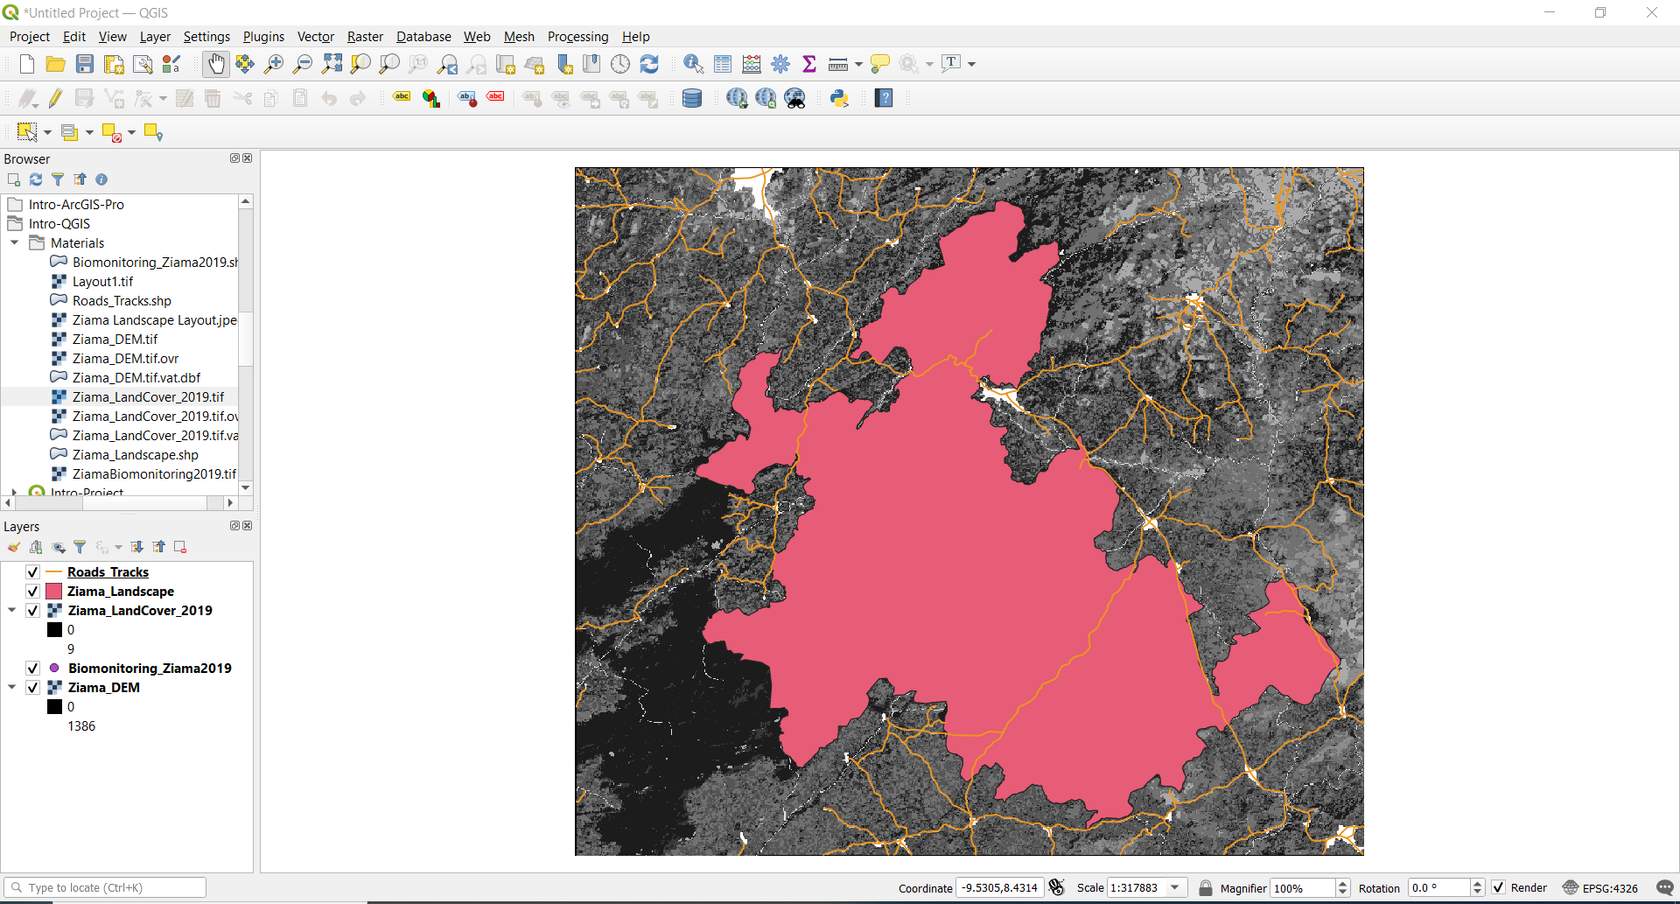 *Untitled Project — QGIS
Project Edit View Layer Settings Plugins Vector Raster Database Web Mesh Processing Help
abc abc abc
Browser
Intro-ArcGIS-Pro
Intro-QGIS
Materials
Biomonitoring_Ziama2019.sh
Layout1.tif
Roads_Tracks.shp
Ziama Landscape Layout.jpe
Ziama_DEM.tif
Ziama_DEM.tif.ovr
Ziama_DEM.tif.vat.dbf
Ziama_LandCover_2019.tif
Ziama_LandCover_2019.tif.ov
Ziama_LandCover_2019.tif.va
Ziama_Landscape.shp
ZiamaBiomonitoring2019.tif
Intro-Project
Layers
Roads_Tracks
Ziama_Landscape
Ziama_LandCover_2019
0
9
Biomonitoring_Ziama2019
Ziama_DEM
0
1386
Type to locate (Ctrl+K)
Coordinate -9.5305,8.4314 Scale 1:317883 Magnifier 100% Rotation 0.0 ° Render EPSG:4326